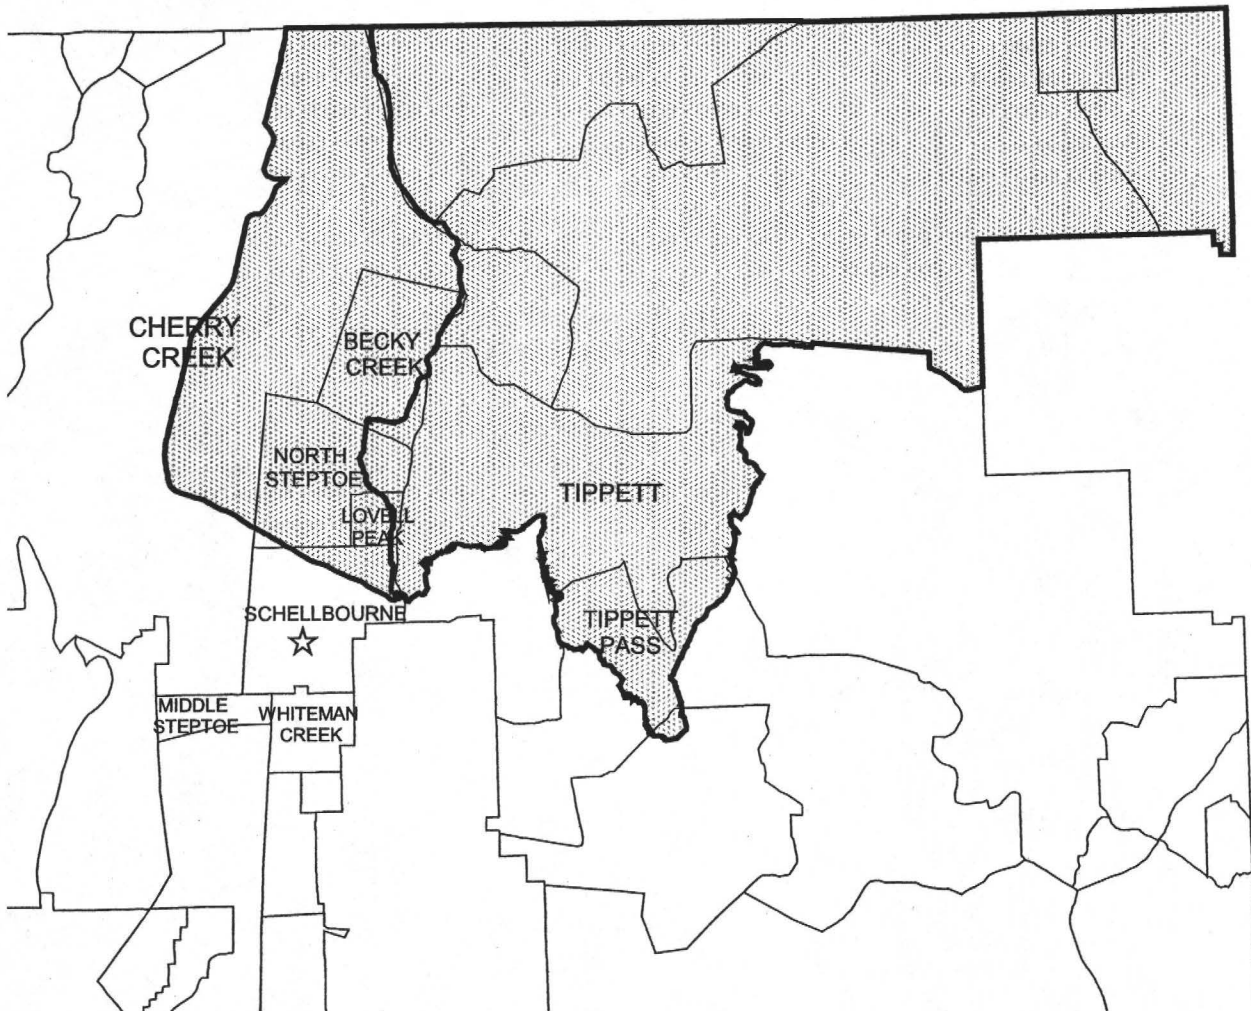 CHERRY
CREEK
BECKY
CREEK
NORTH
STEPTOE
LOVELL
PEAK
TIPPETT
SCHELLBOURNE
TIPPETT
PASS
MIDDLE
STEPTOE
WHITEMAN
CREEK